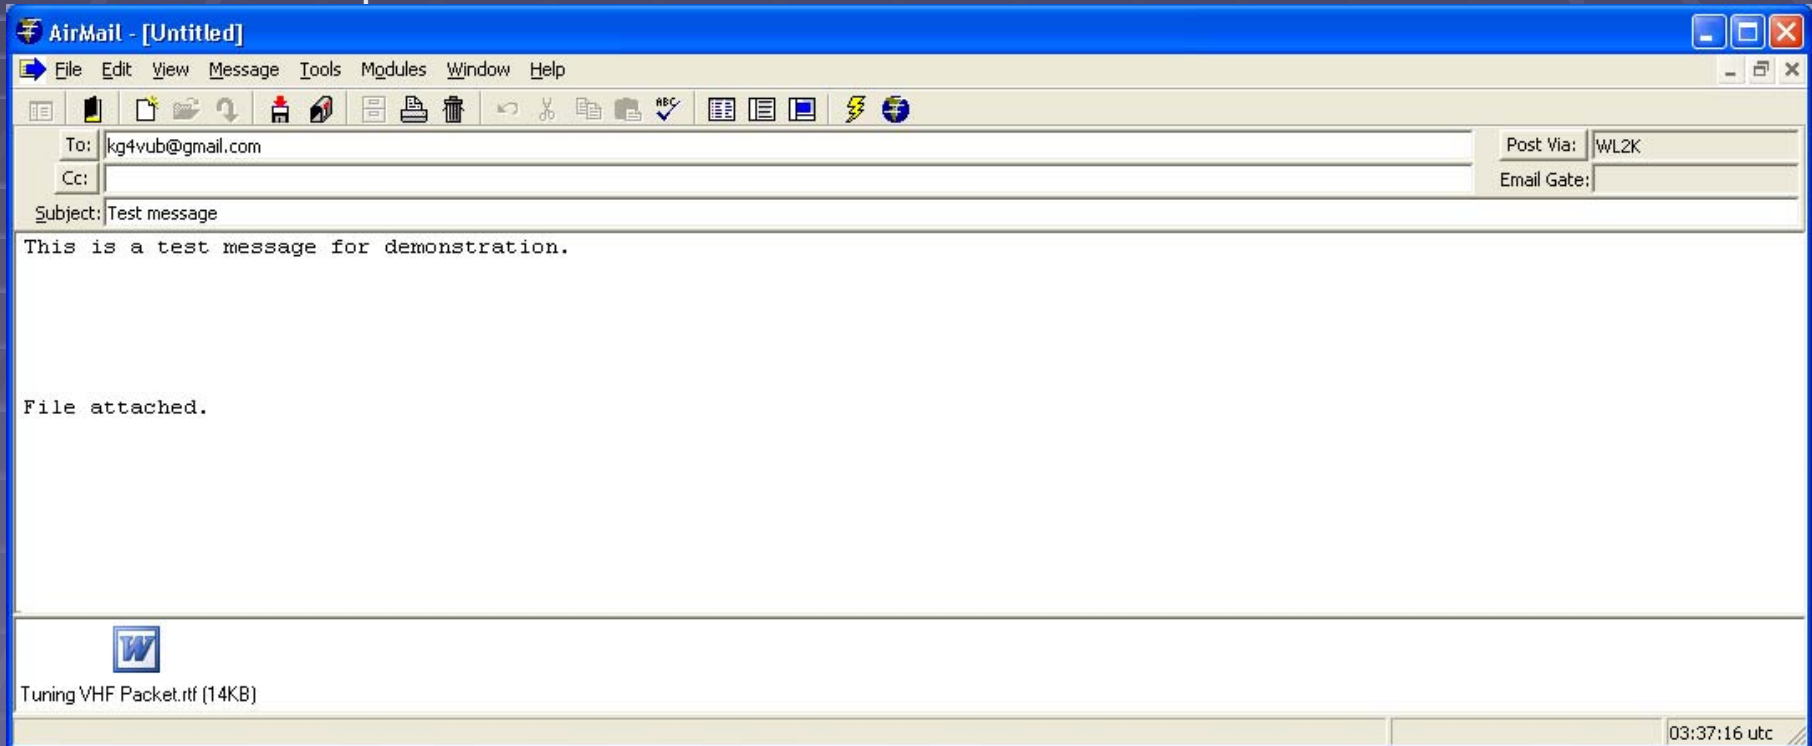 AirMail - [Untitled]
File Edit View Message Tools Modules Window Help
ABC
To: kg4vub@gmail.com Post Via: WL2K
Cc: Email Gate:
Subject: Test message
This is a test message for demonstration.
File attached.
W
Tuning VHF Packet.rtf (14KB)
03:37:16 utc